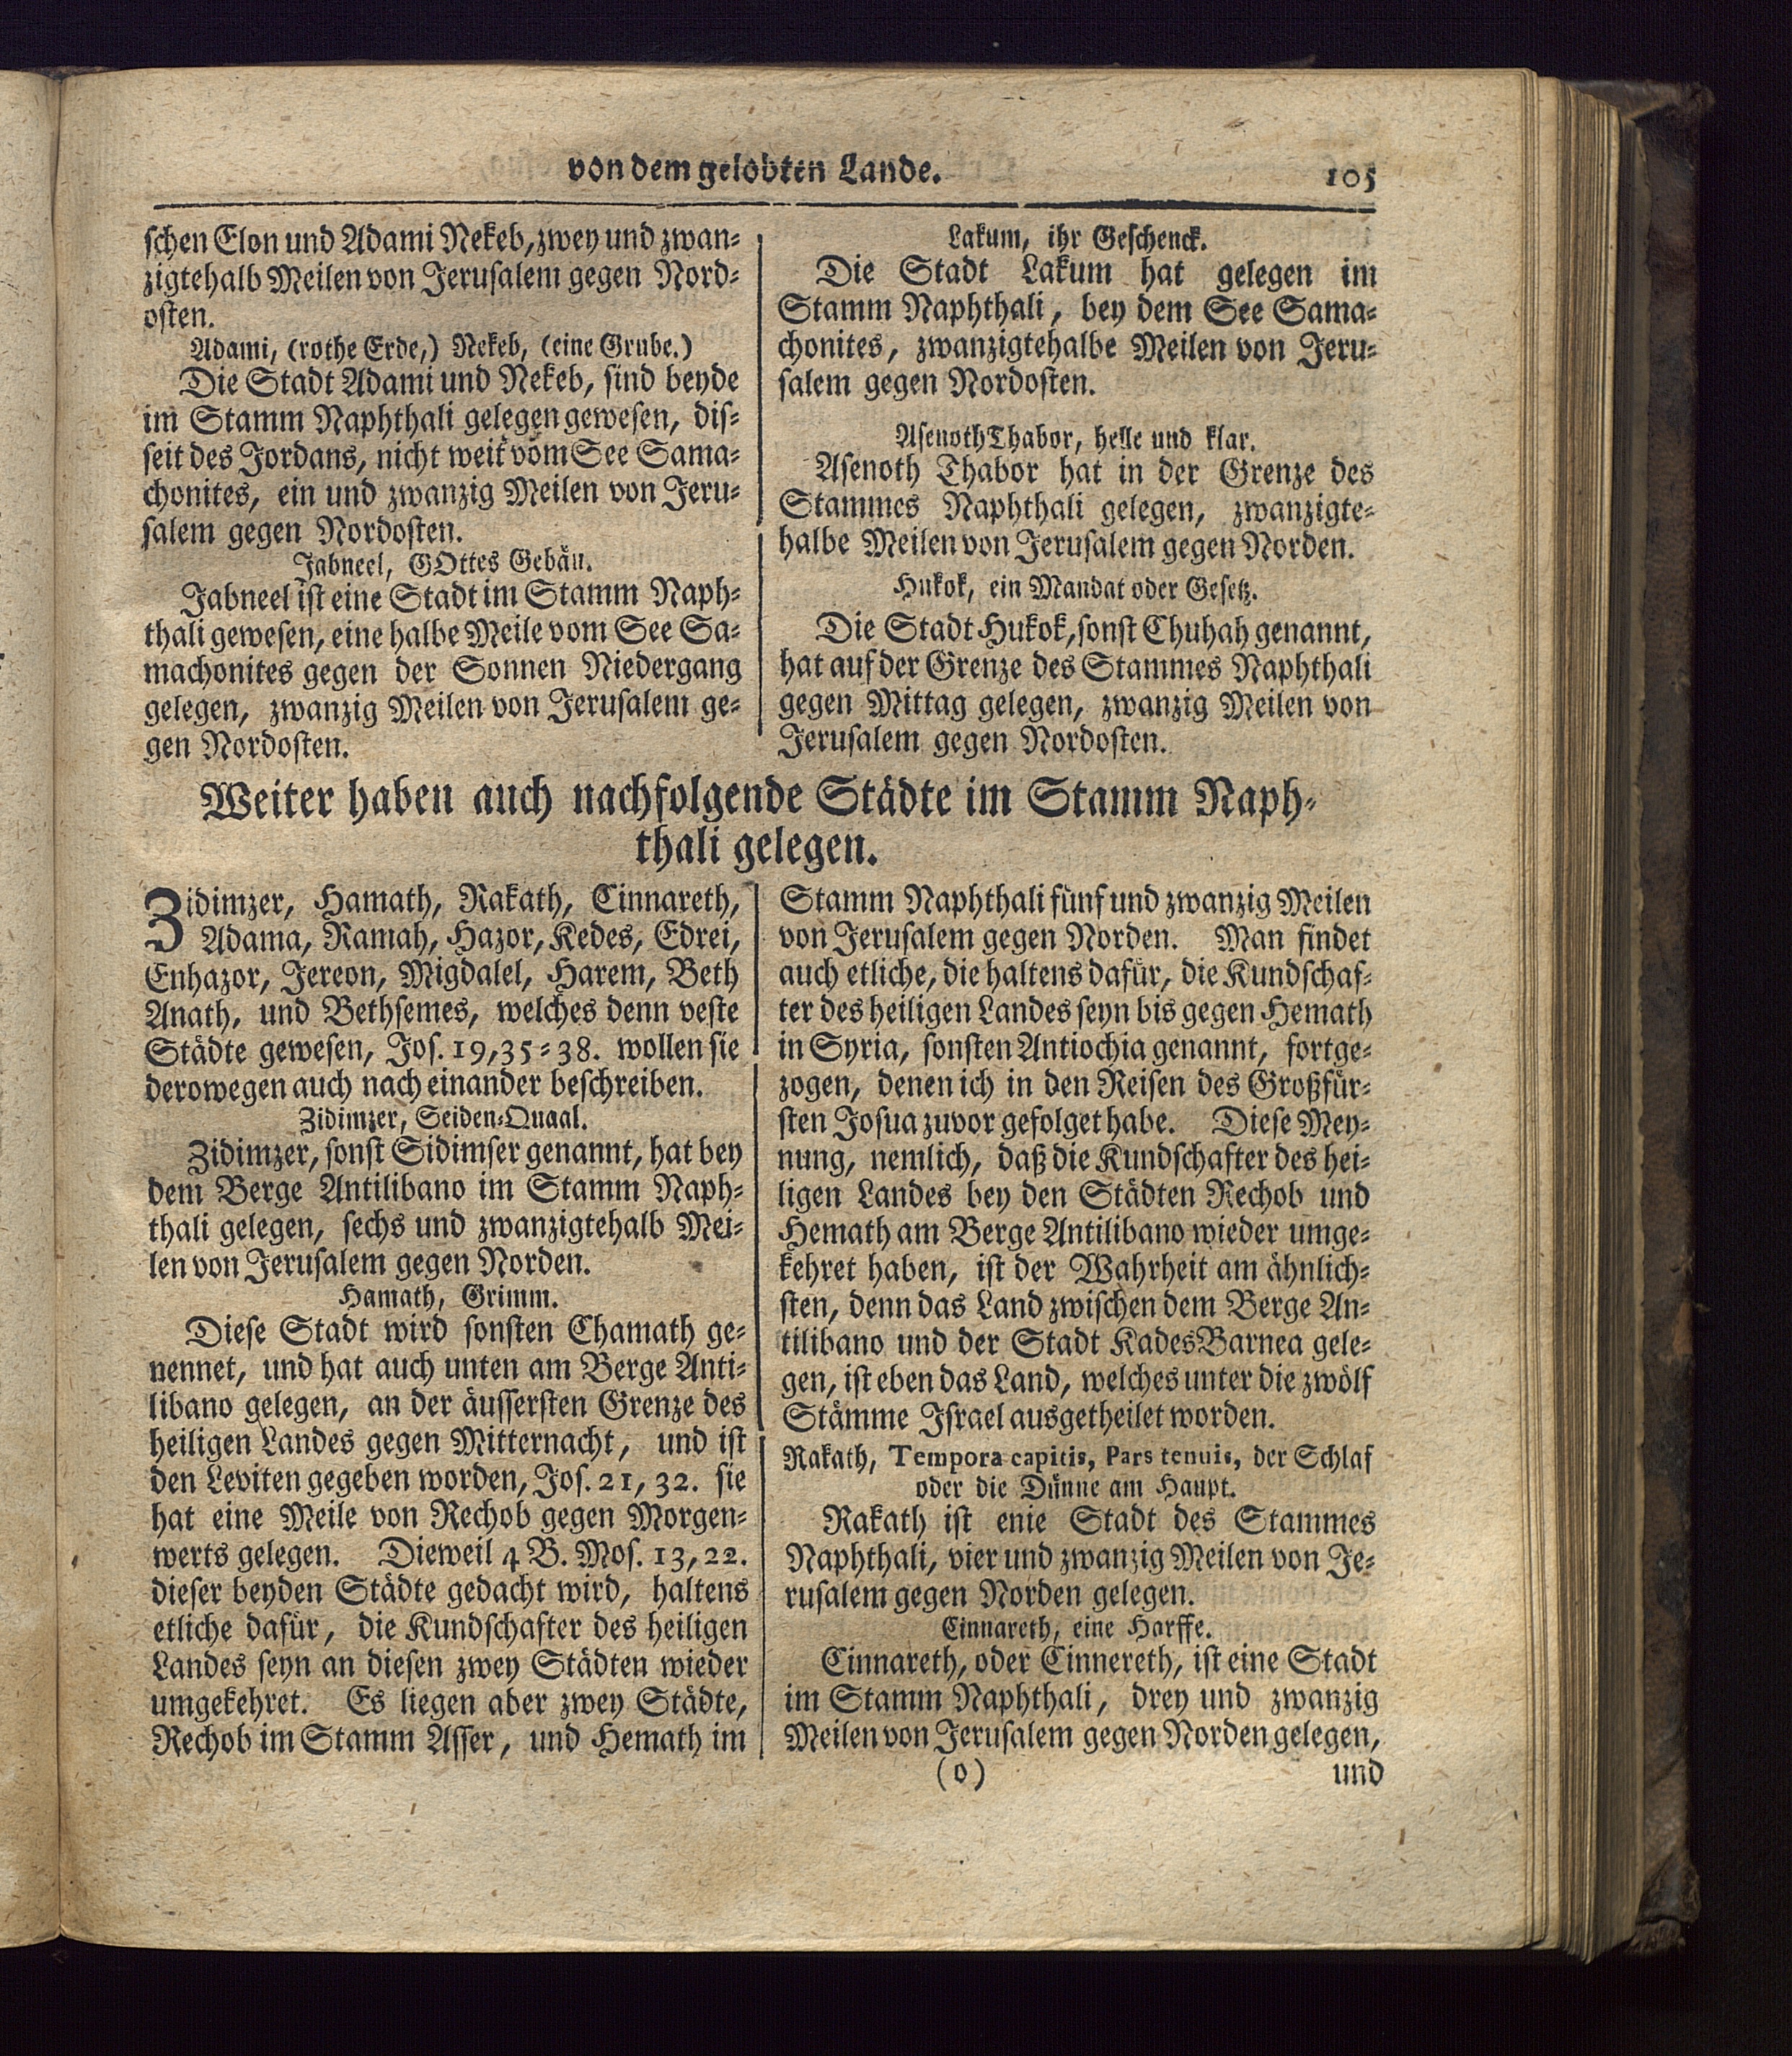 von dem gelobten Lande. 105
schen Elon und Adami Nekeb, zwey und zwan-
zigtehalb Meilen von Jerusalem gegen Nord-
osten.
Adami, (rothe Erde,) Nekeb, (eine Grube.)
Die Stadt Adami und Nekeb, sind beyde
im Stamm Naphthali gelegen gewesen, dis-
seit des Jordans, nicht weit vom See Sama-
chonites, ein und zwanzig Meilen von Jeru-
salem gegen Nordosten.
Jabneel, GOttes Gebäu.
Jabneel ist eine Stadt im Stamm Naph-
thali gewesen, eine halbe Meile vom See Sa-
machonites gegen der Sonnen Niedergang
gelegen, zwanzig Meilen von Jerusalem ge-
gen Nordosten.
Lakum, ihr Geschenck.
Die Stadt Lakum hat gelegen im
Stamm Naphthali, bey dem See Sama-
chonites, zwanzigtehalbe Meilen von Jeru-
salem gegen Nordosten.
Asenoth Thabor, helle und klar.
Asenoth Thabor hat in der Grenze des
Stammes Naphthali gelegen, zwanzigte-
halbe Meilen von Jerusalem gegen Norden.
Hukok, ein Mandat oder Gesetz.
Die Stadt Hukok, sonst Chuhah genannt,
hat auf der Grenze des Stammes Naphthali
gegen Mittag gelegen, zwanzig Meilen von
Jerusalem gegen Nordosten.
Weiter haben auch nachfolgende Städte im Stamm Naph-
thali gelegen.
Zidimzer, Hamath, Rakath, Cinnareth,
Adama, Ramah, Hazor, Kedes, Edrei,
Enhazor, Jereon, Migdalel, Harem, Beth
Anath, und Bethsemes, welches denn veste
Städte gewesen, Jos. 19, 35-38. wollen sie
derowegen auch nach einander beschreiben.
Zidimzer, Seiden-Quaal.
Zidimzer, sonst Sidimser genannt, hat bey
dem Berge Antilibano im Stamm Naph-
thali gelegen, sechs und zwanzigtehalb Mei-
len von Jerusalem gegen Norden.
Hamath, Grimm.
Diese Stadt wird sonsten Chamath ge-
nennet, und hat auch unten am Berge Anti-
libano gelegen, an der äussersten Grenze des
heiligen Landes gegen Mitternacht, und ist
den Leviten gegeben worden, Jos. 21, 32. sie
hat eine Meile von Rechob gegen Morgen-
werts gelegen. Dieweil 4 B. Mos. 13, 22.
dieser beyden Städte gedacht wird, haltens
etliche dafür, die Kundschafter des heiligen
Landes seyn an diesen zwey Städten wieder
umgekehret. Es liegen aber zwey Städte,
Rechob im Stamm Asser, und Hemath im
Stamm Naphthali fünf und zwanzig Meilen
von Jerusalem gegen Norden. Man findet
auch etliche, die haltens dafür, die Kundschaf-
ter des heiligen Landes seyn bis gegen Hemath
in Syria, sonsten Antiochia genannt, fortge-
zogen, denen ich in den Reisen des Großfür-
sten Josua zuvor gefolget habe. Diese Mey-
nung, nemlich, daß die Kundschafter des hei-
ligen Landes bey den Städten Rechob und
Hemath am Berge Antilibano wieder umge-
kehret haben, ist der Wahrheit am ähnlich-
sten, denn das Land zwischen dem Berge An-
tilibano und der Stadt Kades Barnea gele-
gen, ist eben das Land, welches unter die zwölf
Stämme Israel ausgetheilet worden.
Rakath, Tempora capitis, Pars tenuis, der Schlaf
oder die Dünne am Haupt.
Rakath ist enie Stadt des Stammes
Naphthali, vier und zwanzig Meilen von Je-
rusalem gegen Norden gelegen.
Cinnareth, eine Harffe.
Cinnareth, oder Cinnereth, ist eine Stadt
im Stamm Naphthali, drey und zwanzig
Meilen von Jerusalem gegen Norden gelegen,
(o) und